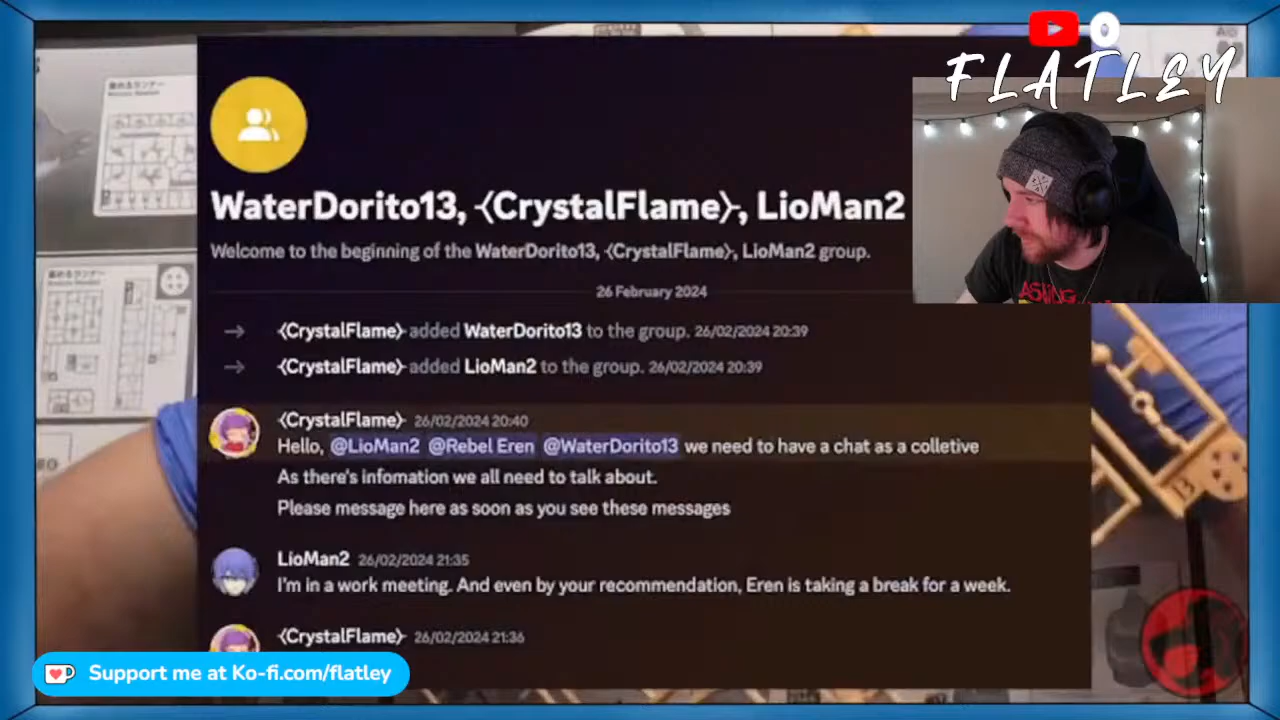 0
FLATLEY
WaterDorito13, -{CrystalFlame}-, LioMan2
Welcome to the beginning of the WaterDorito13, -{CrystalFlame}-, LioMan2 group.
26 February 2024
-{CrystalFlame}- added WaterDorito13 to the group. 26/02/2024 20:39
-{CrystalFlame}- added LioMan2 to the group. 26/02/2024 20:39
-{CrystalFlame}- 26/02/2024 20:40
Hello, @LioMan2 @Rebel Eren @WaterDorito13 we need to have a chat as a colletive
As there's infomation we all need to talk about.
Please message here as soon as you see these messages
LioMan2 26/02/2024 21:35
I'm in a work meeting. And even by your recommendation, Eren is taking a break for a week.
-{CrystalFlame}- 26/02/2024 21:36
Support me at Ko-fi.com/flatley
13